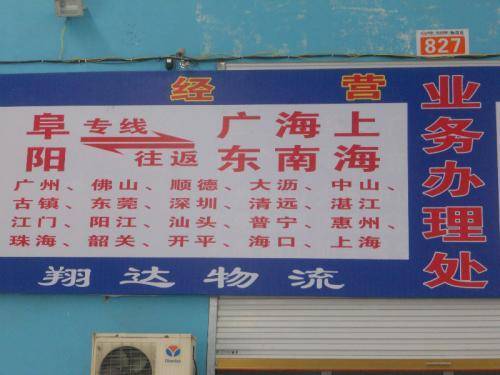 827
经营
阜 专线 广海上
阳 往返 东南海
广州、佛山、顺德、大沥、中山、
古镇、东莞、深圳、清远、湛江
江门、阳江、汕头、普宁、惠州、
珠海、韶关、开平、海口、上海
翔达物流
业务办理处